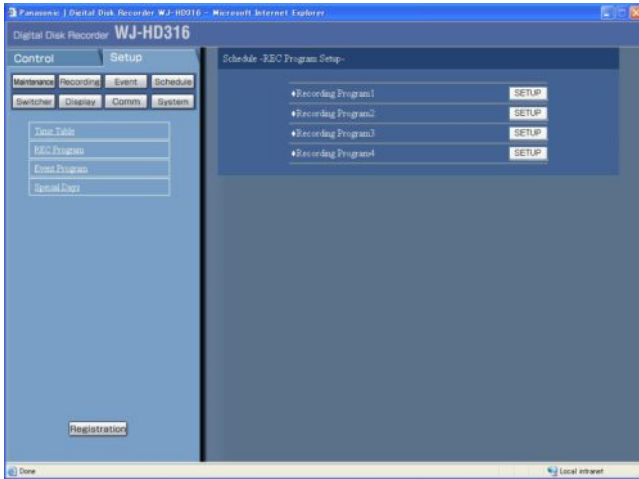 Panasonic | Digital Disk Recorder WJ-HD316 - Microsoft Internet Explorer
Digital Disk Recorder WJ-HD316
Control Setup
Maintenance Recording Event Schedule
Switcher Display Comm System
Time Table
REC Program
Event Program
Special Days
Registration
Schedule -REC Program Setup-
♦Recording Program1 SETUP
♦Recording Program2 SETUP
♦Recording Program3 SETUP
♦Recording Program4 SETUP
Done Local intranet